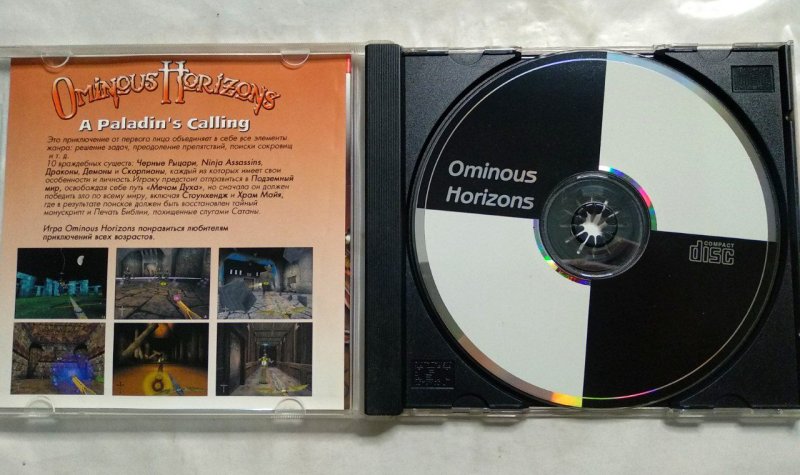 Ominous Horizons
A Paladin's Calling
Это приключение от первого лица объединяет в себе все элементы
жанра: решение задач, преодоление препятствий, поиски сокровищ
и т. д.
10 враждебных существ: Черные Рыцари, Ninja Assassins,
Драконы, Демоны и Скорпионы, каждый из которых имеет свои
особенности и личность.Игроку предстоит отправиться в Подземный
мир, освобождая себе путь «Мечом Духа», но сначала он должен
победить зло по всему миру, включая Стоунхендж и Храм Майя,
где в результате поисков должен быть восстановлен тайный
манускрипт и Печать Библии, похищенные слугами Сатаны.
Игра Ominous Horizons понравиться любителям
приключений всех возрастов.
Ominous
Horizons
COMPACT
disc